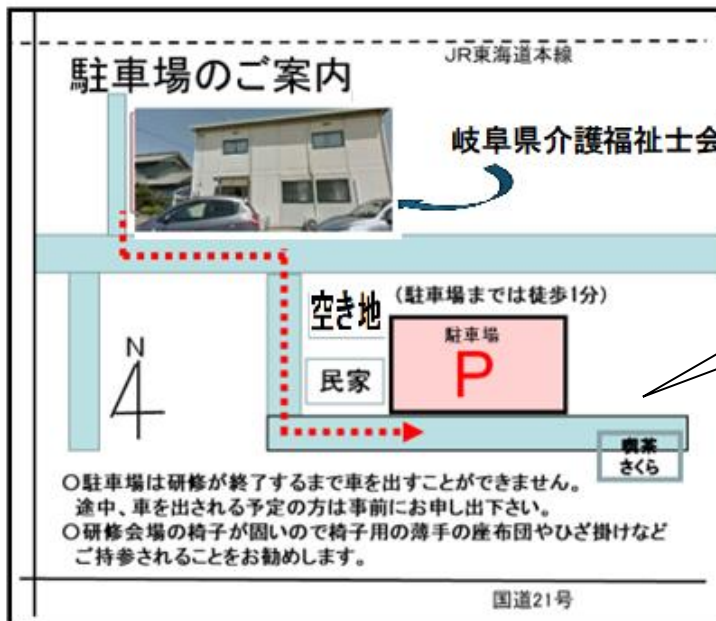 JR東海道本線
駐車場のご案内
岐阜県介護福祉士会
空き地
(駐車場までは徒歩1分)
駐車場
P
民家
N
喫茶
さくら
○駐車場は研修が終了するまで車を出すことができません。
途中、車を出される予定の方は事前にお申し出下さい。
○研修会場の椅子が固いので椅子用の薄手の座布団やひざ掛けなど
ご持参されることをお勧めします。
国道21号